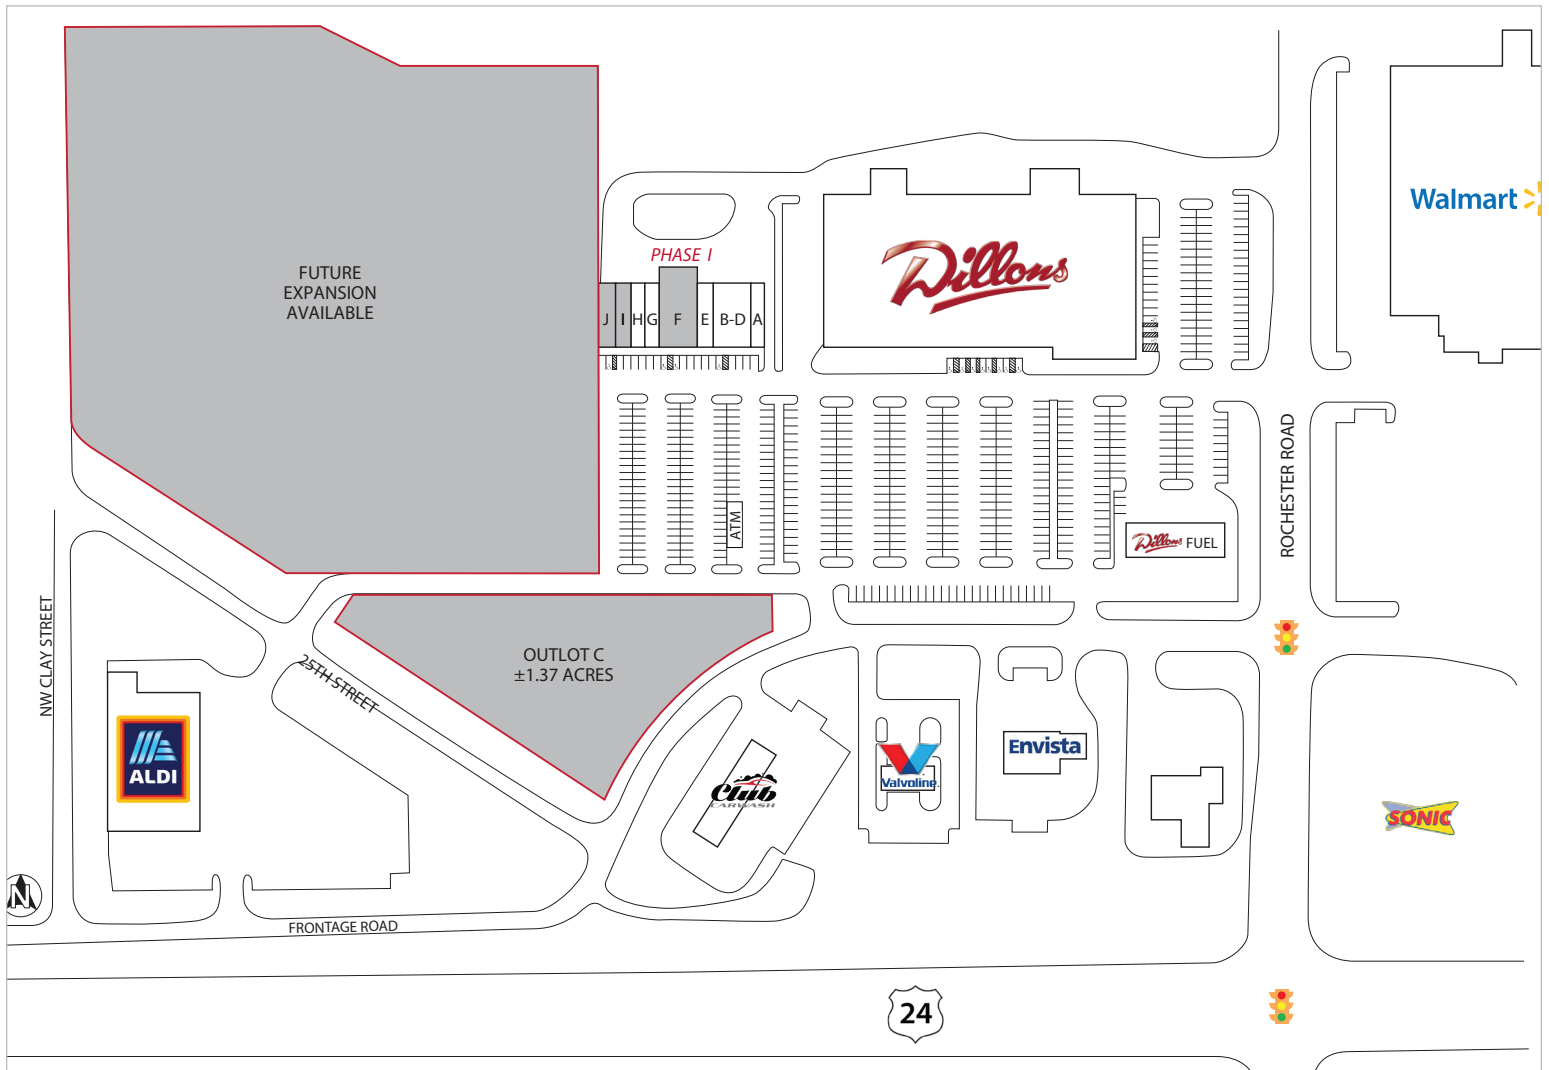 Walmart
PHASE I
Dillons
FUTURE
EXPANSION
AVAILABLE
J I H G F E B-D A
ROCHESTER ROAD
ATM
Dillons FUEL
NW CLAY STREET
25TH STREET
OUTLOT C
±1.37 ACRES
ALDI
Club
CARWASH
Valvoline
Envista
SONIC
N
FRONTAGE ROAD
24